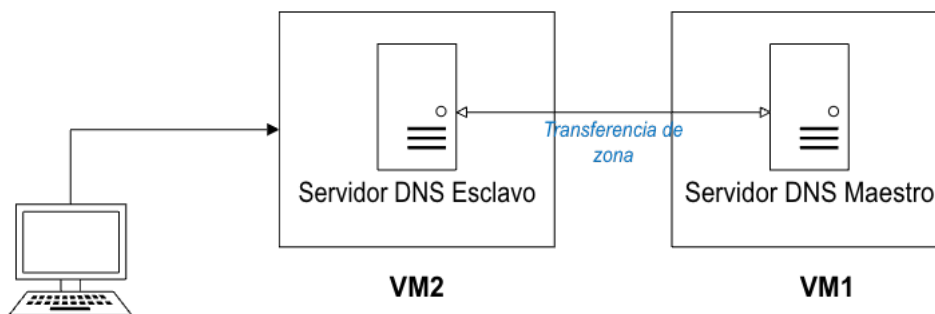 Transferencia de
zona
Servidor DNS Esclavo
Servidor DNS Maestro
VM2
VM1